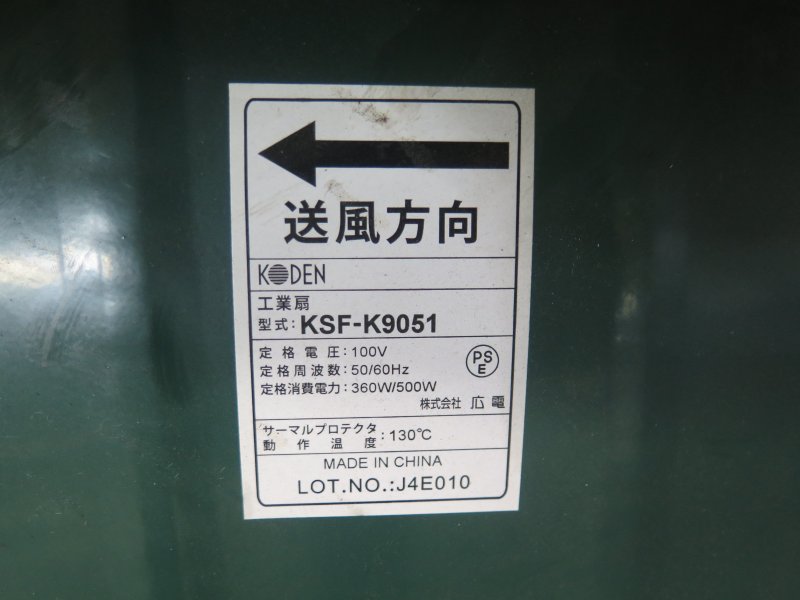 送風方向
KODEN
工業扇
型式:KSF-K9051
定格電圧:100V
定格周波数:50/60Hz
定格消費電力:360W/500W
PS
E
株式会社 広電
サーマルプロテクタ
動作温度:130℃
MADE IN CHINA
LOT.NO.:J4E010